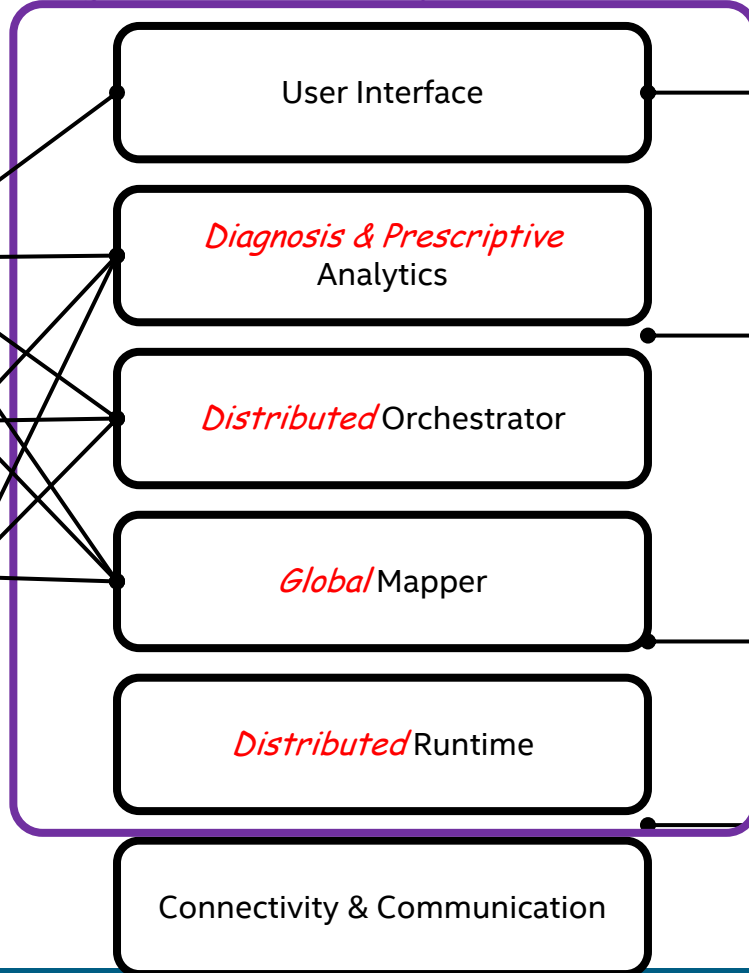 User Interface
Diagnosis & Prescriptive
Analytics
Distributed Orchestrator
Global Mapper
Distributed Runtime
Connectivity & Communication